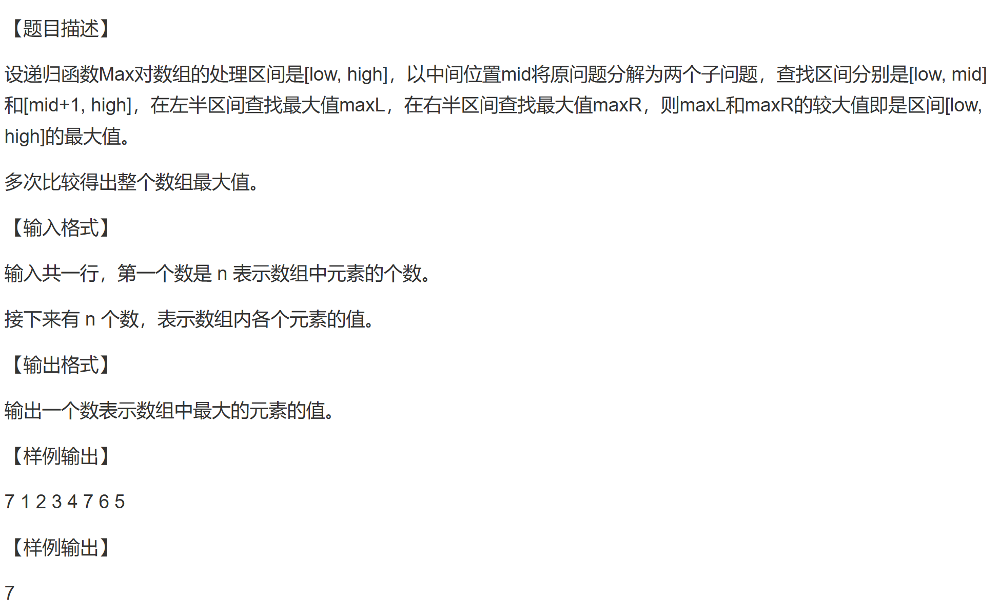 【题目描述】
设递归函数Max对数组的处理区间是[low, high]，以中间位置mid将原问题分解为两个子问题，查找区间分别是[low, mid]
和[mid+1, high]，在左半区间查找最大值maxL，在右半区间查找最大值maxR，则maxL和maxR的较大值即是区间[low,
high]的最大值。
多次比较得出整个数组最大值。
【输入格式】
输入共一行，第一个数是 n 表示数组中元素的个数。
接下来有 n 个数，表示数组内各个元素的值。
【输出格式】
输出一个数表示数组中最大的元素的值。
【样例输出】
7 1 2 3 4 7 6 5
【样例输出】
7